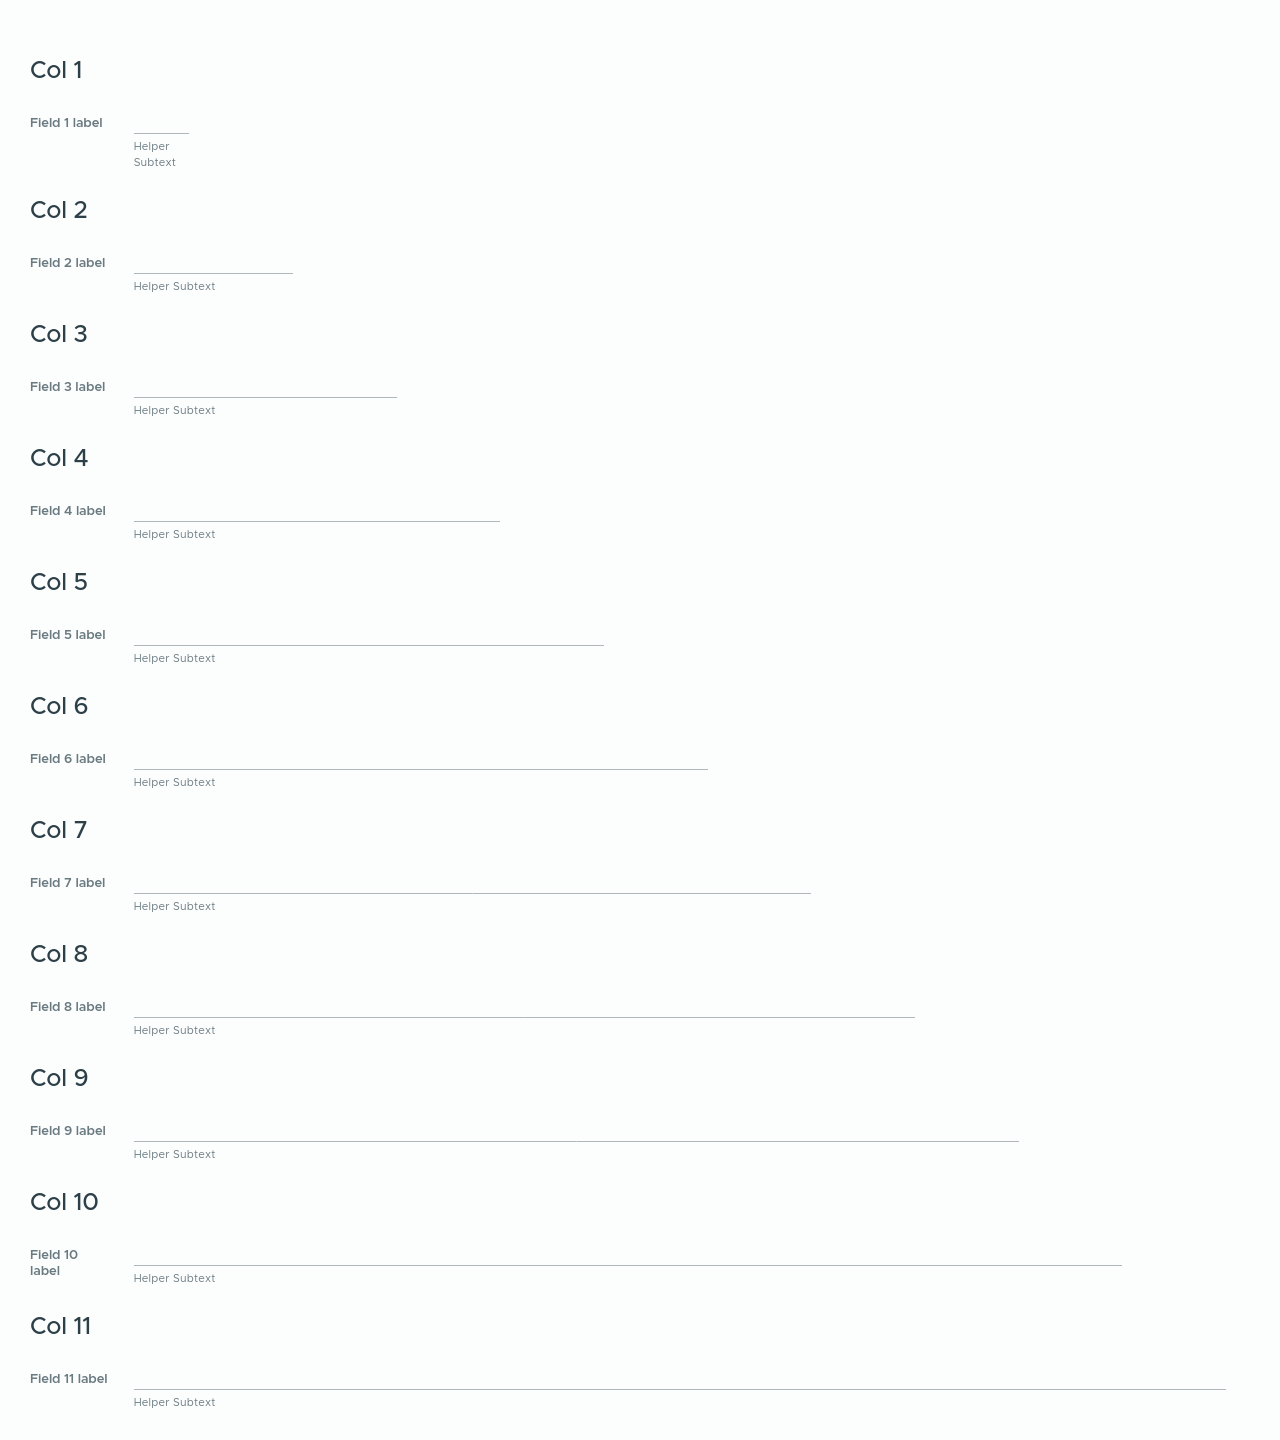 Col 1
Field 1 label
Helper
Subtext
Col 2
Field 2 label
Helper Subtext
Col 3
Field 3 label
Helper Subtext
Col 4
Field 4 label
Helper Subtext
Col 5
Field 5 label
Helper Subtext
Col 6
Field 6 label
Helper Subtext
Col 7
Field 7 label
Helper Subtext
Col 8
Field 8 label
Helper Subtext
Col 9
Field 9 label
Helper Subtext
Col 10
Field 10
label
Helper Subtext
Col 11
Field 11 label
Helper Subtext